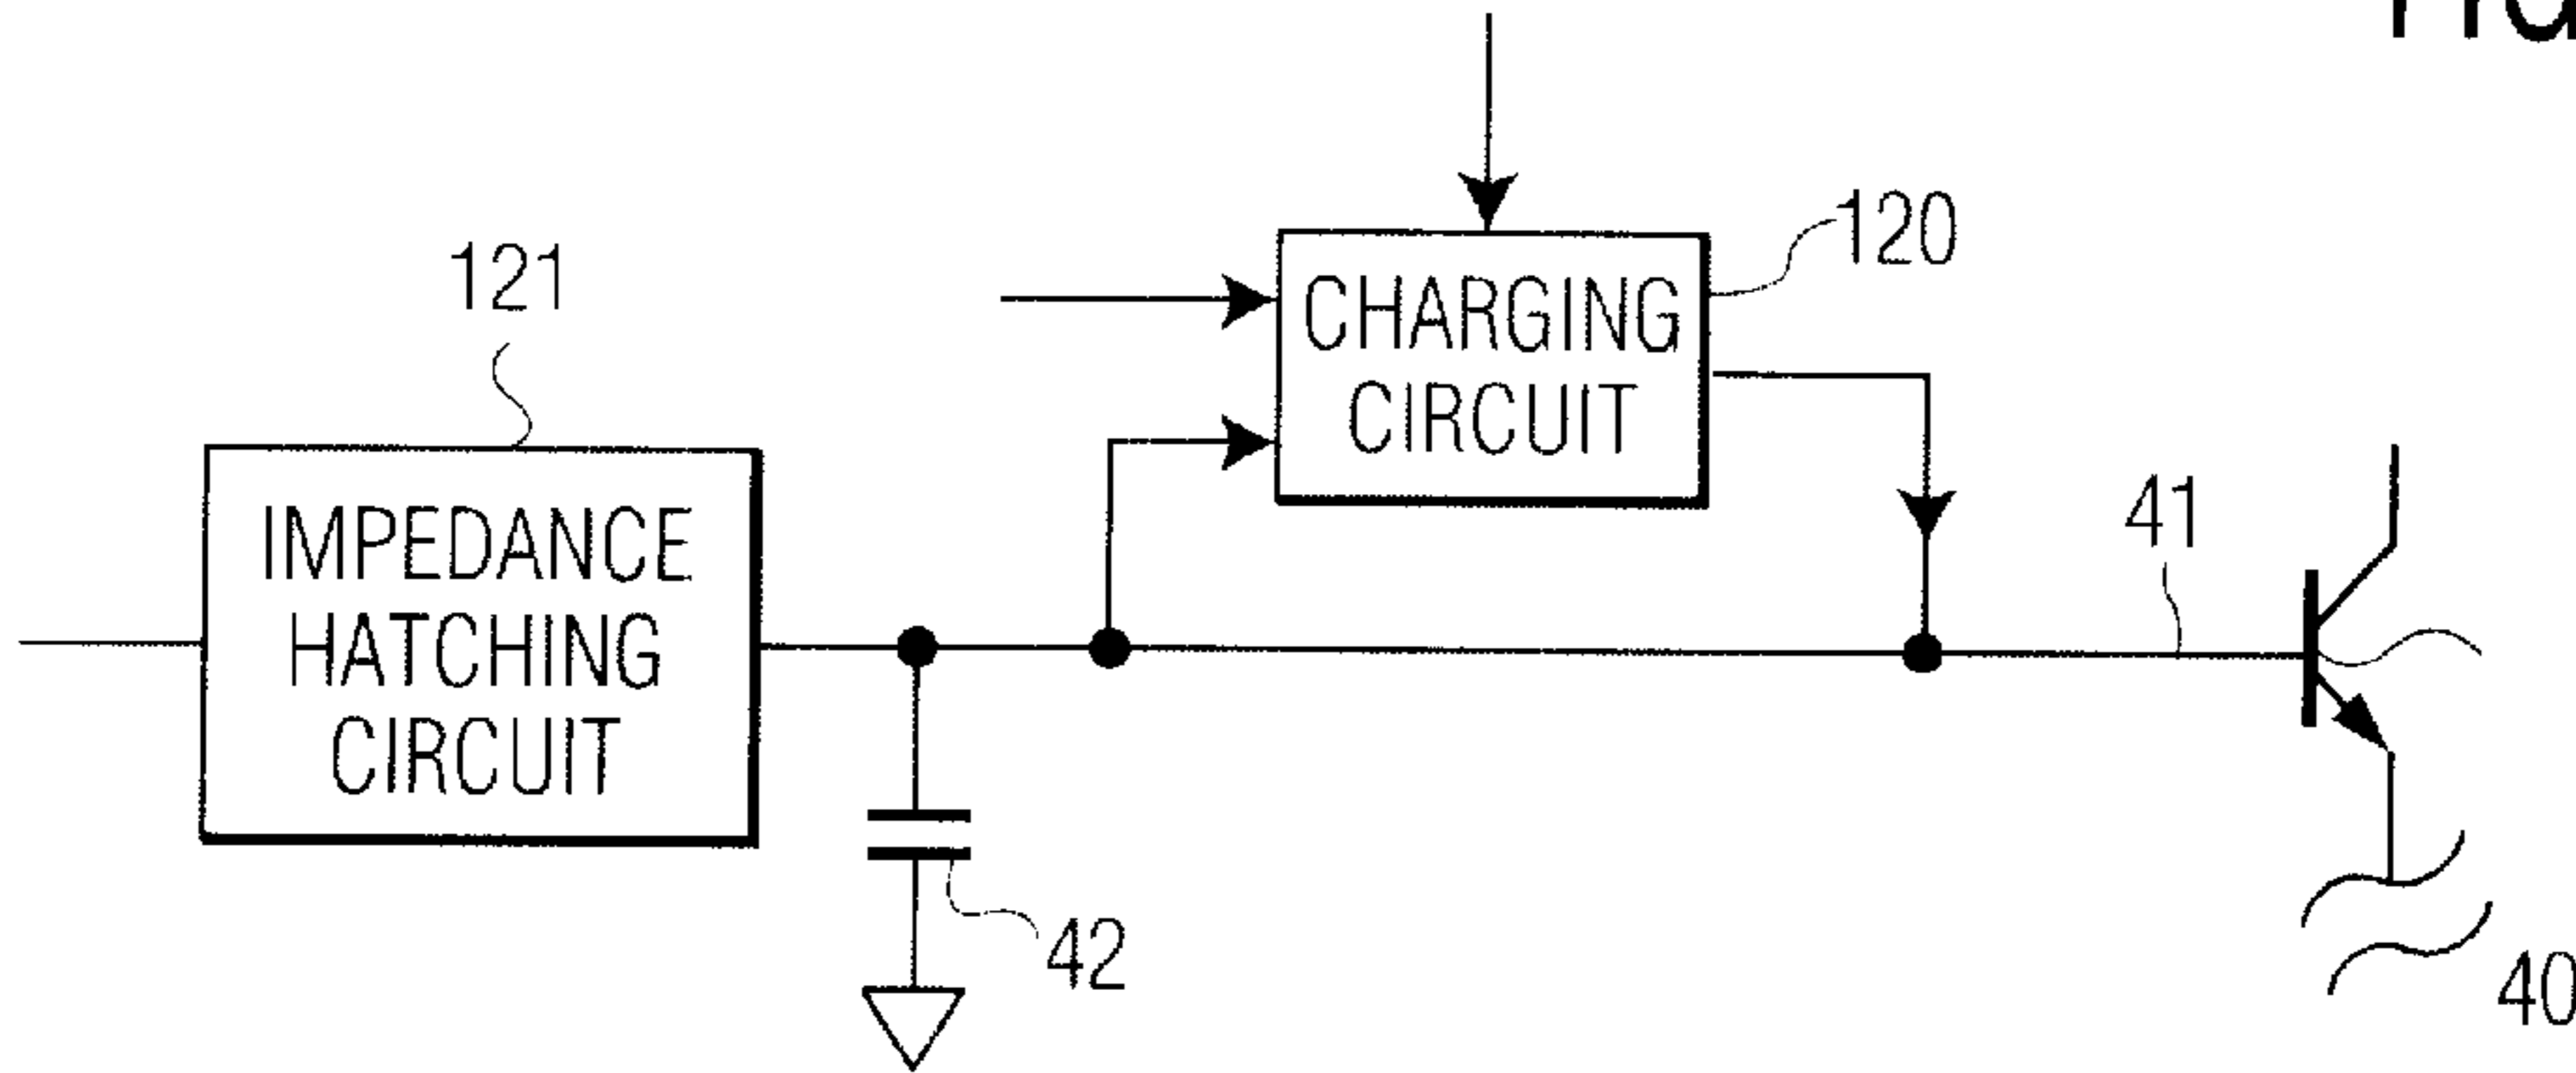 120
121
CHARGING
CIRCUIT
41
IMPEDANCE
HATCHING
CIRCUIT
42
40